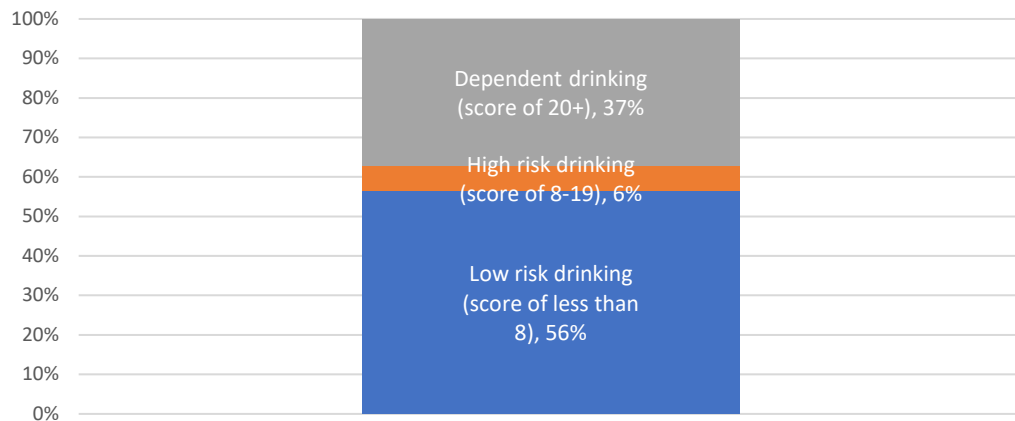 100%
90%
80%
70%
60%
50%
40%
30%
20%
10%
0%
Dependent drinking
(score of 20+), 37%
High risk drinking
(score of 8-19), 6%
Low risk drinking
(score of less than
8), 56%